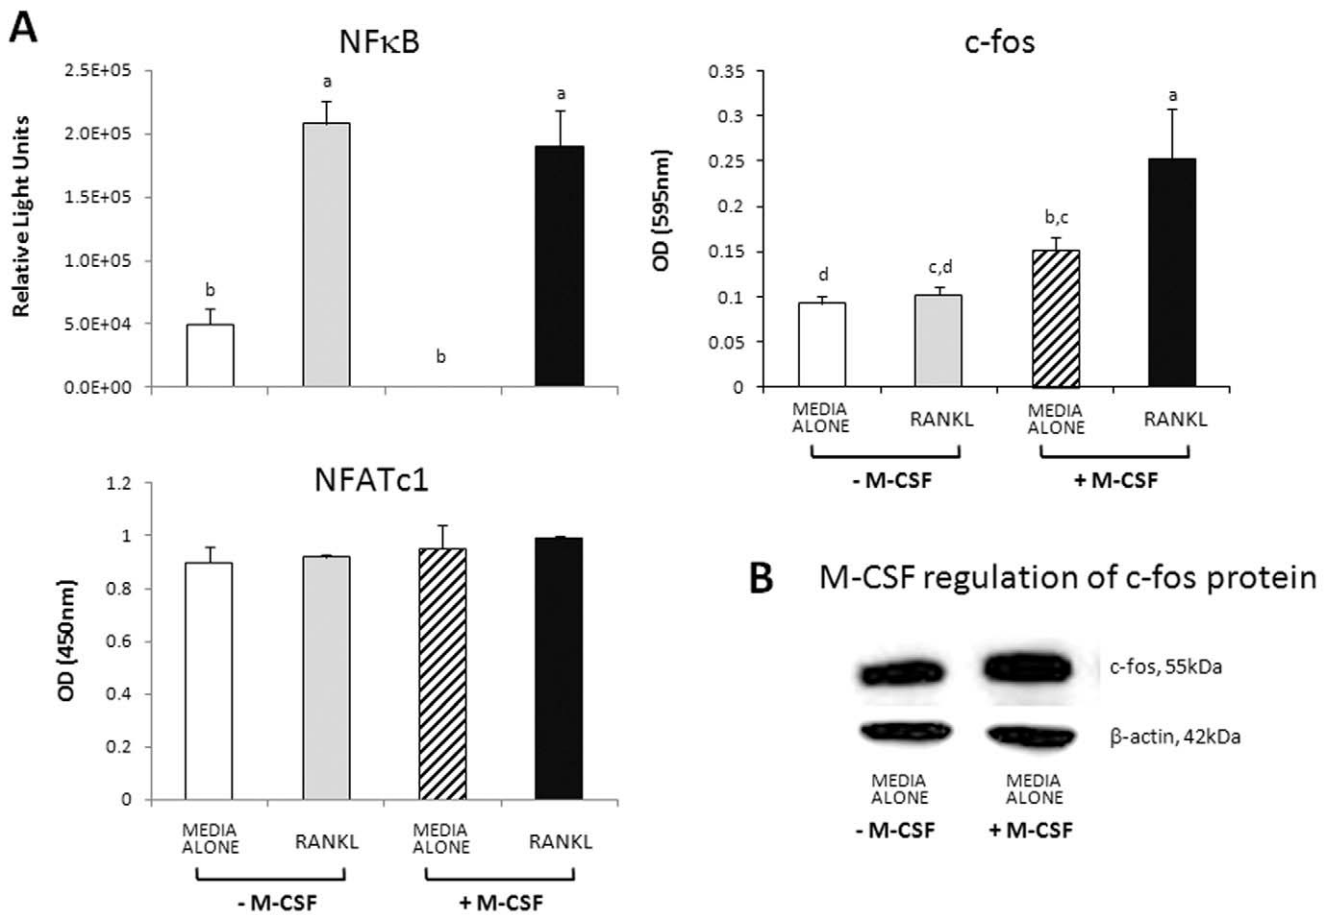 A
NFκB
2.5E+05
2.0E+05
1.5E+05
1.0E+05
5.0E+04
0.0E+00
Relative Light Units
b
a
b
a
c-fos
0.35
0.3
0.25
0.2
0.15
0.1
0.05
0
OD (595nm)
d
c,d
b,c
a
MEDIA ALONE
RANKL
MEDIA ALONE
RANKL
- M-CSF
+ M-CSF
NFATc1
1.2
1
0.8
0.6
0.4
0.2
0
OD (450nm)
MEDIA ALONE
RANKL
MEDIA ALONE
RANKL
- M-CSF
+ M-CSF
B
M-CSF regulation of c-fos protein
c-fos, 55kDa
β-actin, 42kDa
MEDIA ALONE
MEDIA ALONE
- M-CSF
+ M-CSF